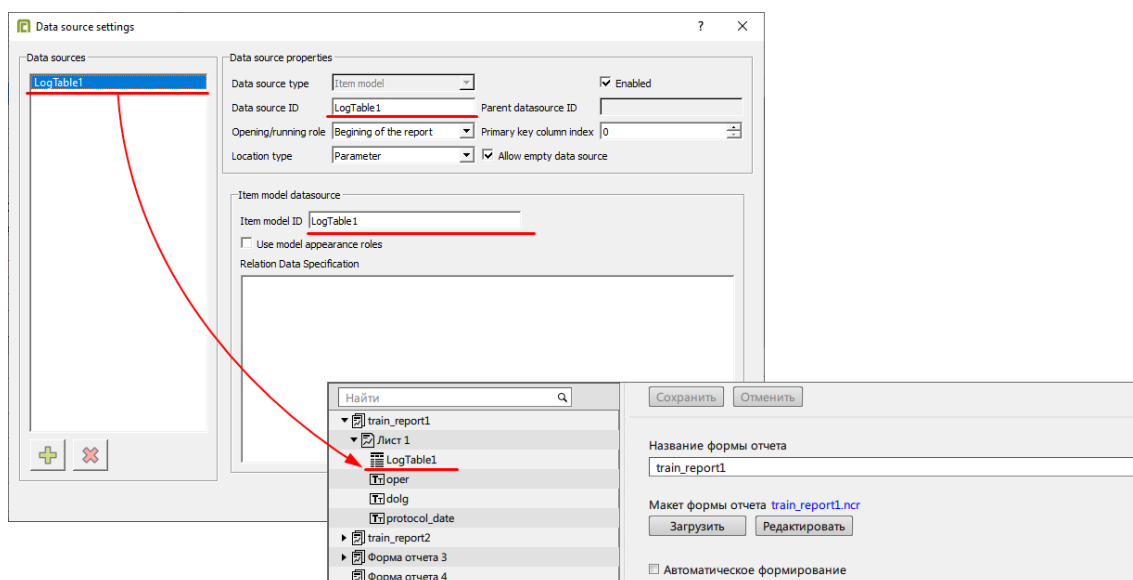 Data source settings
?
Data sources
LogTable1
Data source properties
Data source type Item model Enabled
Data source ID LogTable1 Parent datasource ID
Opening/running role Begining of the report Primary key column index 0
Location type Parameter Allow empty data source
Item model datasource
Item model ID LogTable1
Use model appearance roles
Relation Data Specification
Найти
train_report1
Лист 1
LogTable1
Tт oper
Tт dolg
Tт protocol_date
train_report2
Форма отчета 3
Форма отчета 4
Сохранить Отменить
Название формы отчета
train_report1
Макет формы отчета train_report1.ncr
Загрузить Редактировать
Автоматическое формирование